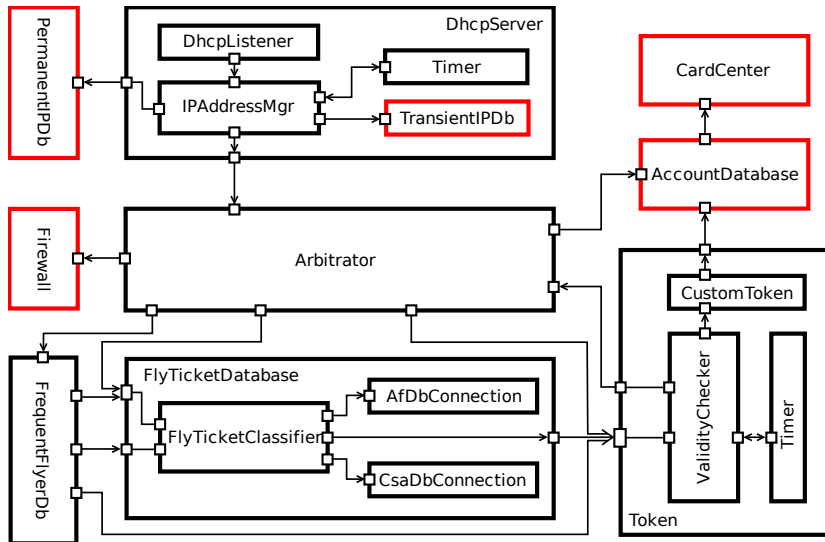 PermanentIPDb
DhcpServer
DhcpListener
Timer
IPAddressMgr
TransientIPDb
CardCenter
AccountDatabase
Firewall
Arbitrator
CustomToken
FrequentFlyerDb
FlyTicketDatabase
AfDbConnection
FlyTicketClassifier
CsaDbConnection
ValidityChecker
Timer
Token